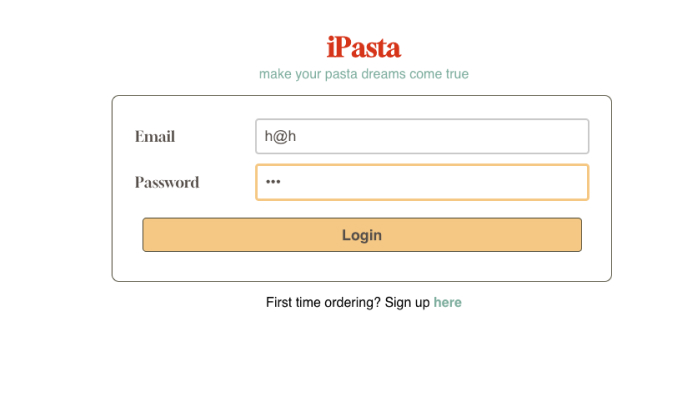 iPasta
make your pasta dreams come true
Email
h@h
Password
•••
Login
First time ordering? Sign up here